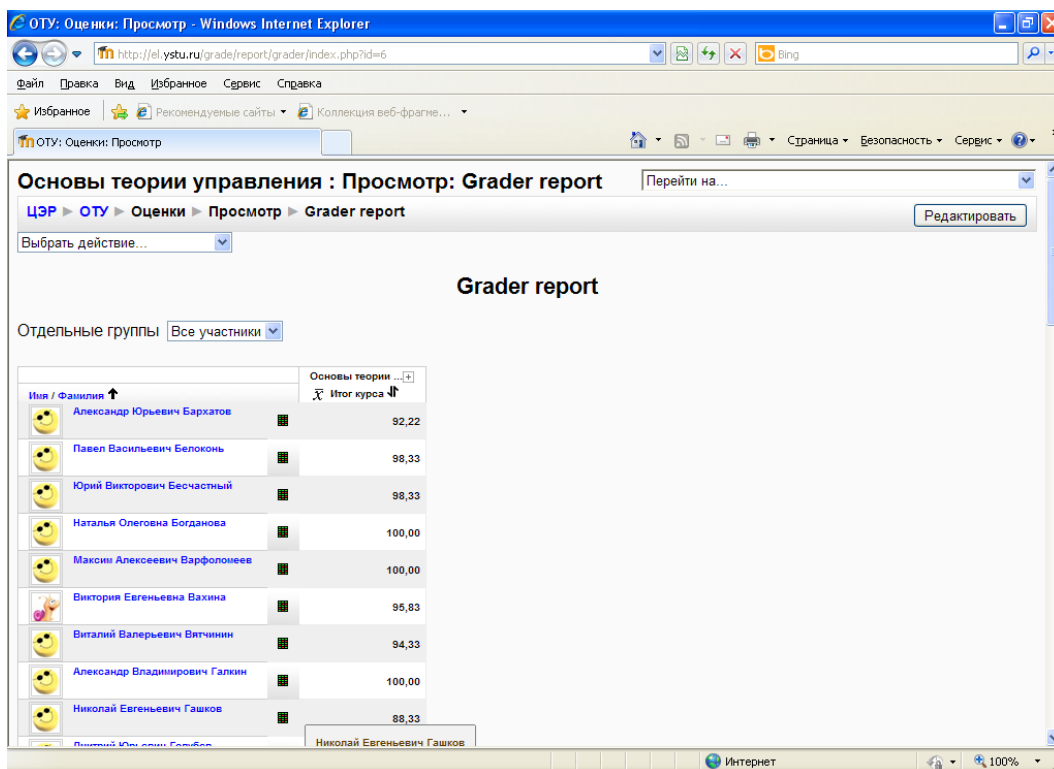 ОТУ: Оценки: Просмотр - Windows Internet Explorer
http://el.ystu.ru/grade/report/grader/index.php?id=6
Bing
Файл Правка Вид Избранное Сервис Справка
Избранное Рекомендуемые сайты Коллекция веб-фрагме...
ОТУ: Оценки: Просмотр Страница Безопасность Сервис
Основы теории управления : Просмотр: Grader report Перейти на...
ЦЭР ► ОТУ ► Оценки ► Просмотр ► Grader report Редактировать
Выбрать действие...
Grader report
Отдельные группы Все участники
Основы теории ...
Имя / Фамилия x̅ Итог курса
Александр Юрьевич Бархатов 92,22
Павел Васильевич Белоконь 98,33
Юрий Викторович Бесчастный 98,33
Наталья Олеговна Богданова 100,00
Максим Алексеевич Варфоломеев 100,00
Виктория Евгеньевна Вахина 95,83
Виталий Валерьевич Вятчинин 94,33
Александр Владимирович Галкин 100,00
Николай Евгеньевич Гашков 88,33
Николай Евгеньевич Гашков
Интернет 100%